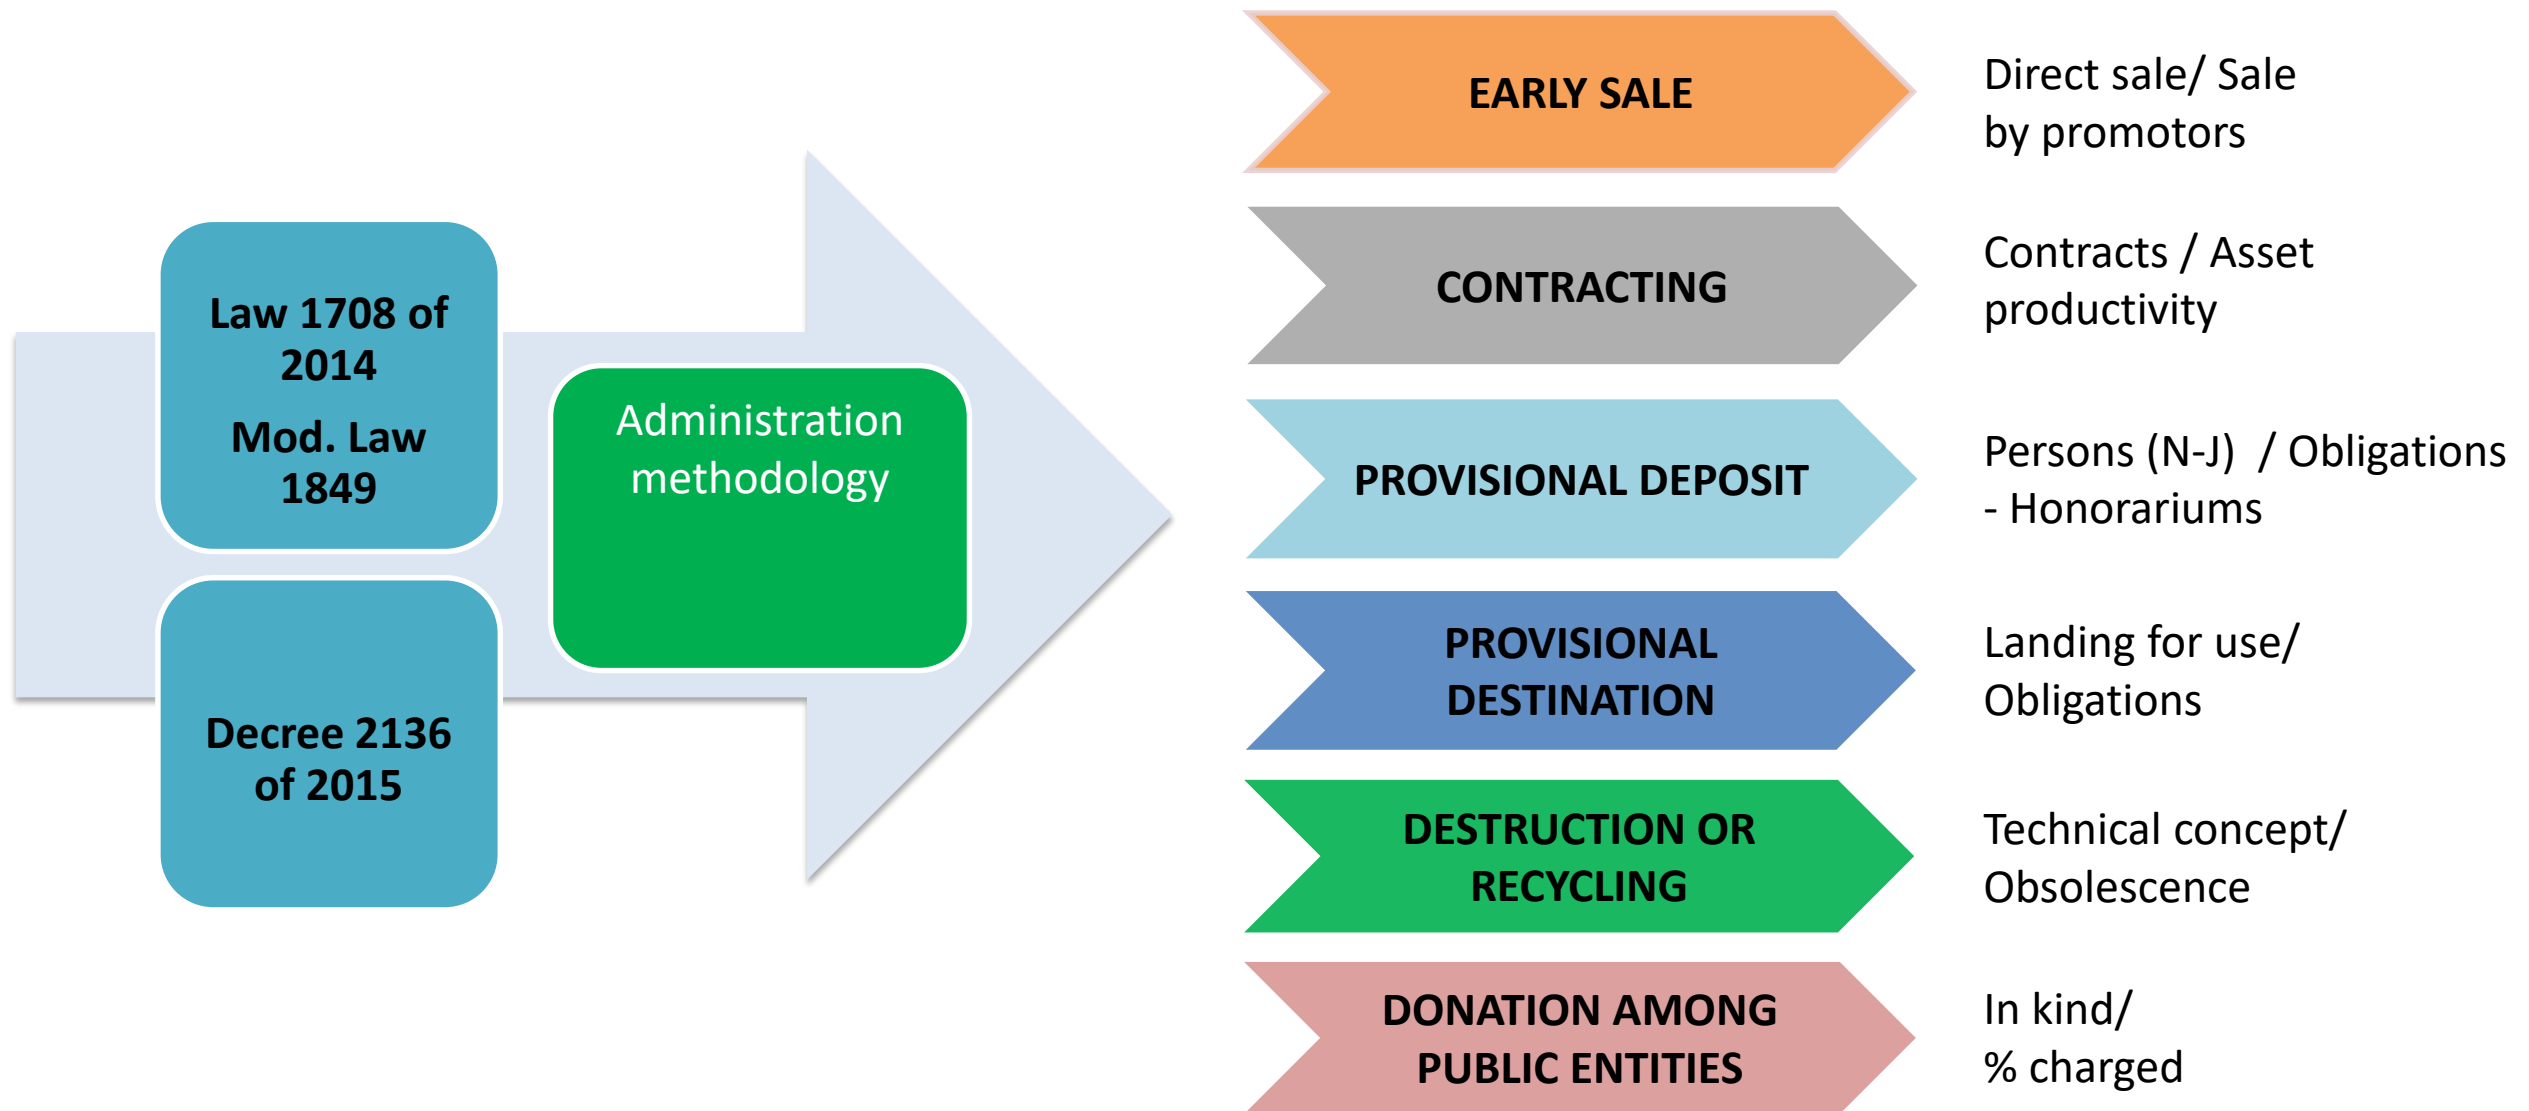 Law 1708 of
2014
Mod. Law
1849
Decree 2136
of 2015
Administration
methodology
EARLY SALE
Direct sale/ Sale
by promotors
CONTRACTING
Contracts / Asset
productivity
PROVISIONAL DEPOSIT
Persons (N-J)  / Obligations
- Honorariums
PROVISIONAL
DESTINATION
Landing for use/
Obligations
DESTRUCTION OR
RECYCLING
Technical concept/
Obsolescence
DONATION AMONG
PUBLIC ENTITIES
In kind/
% charged